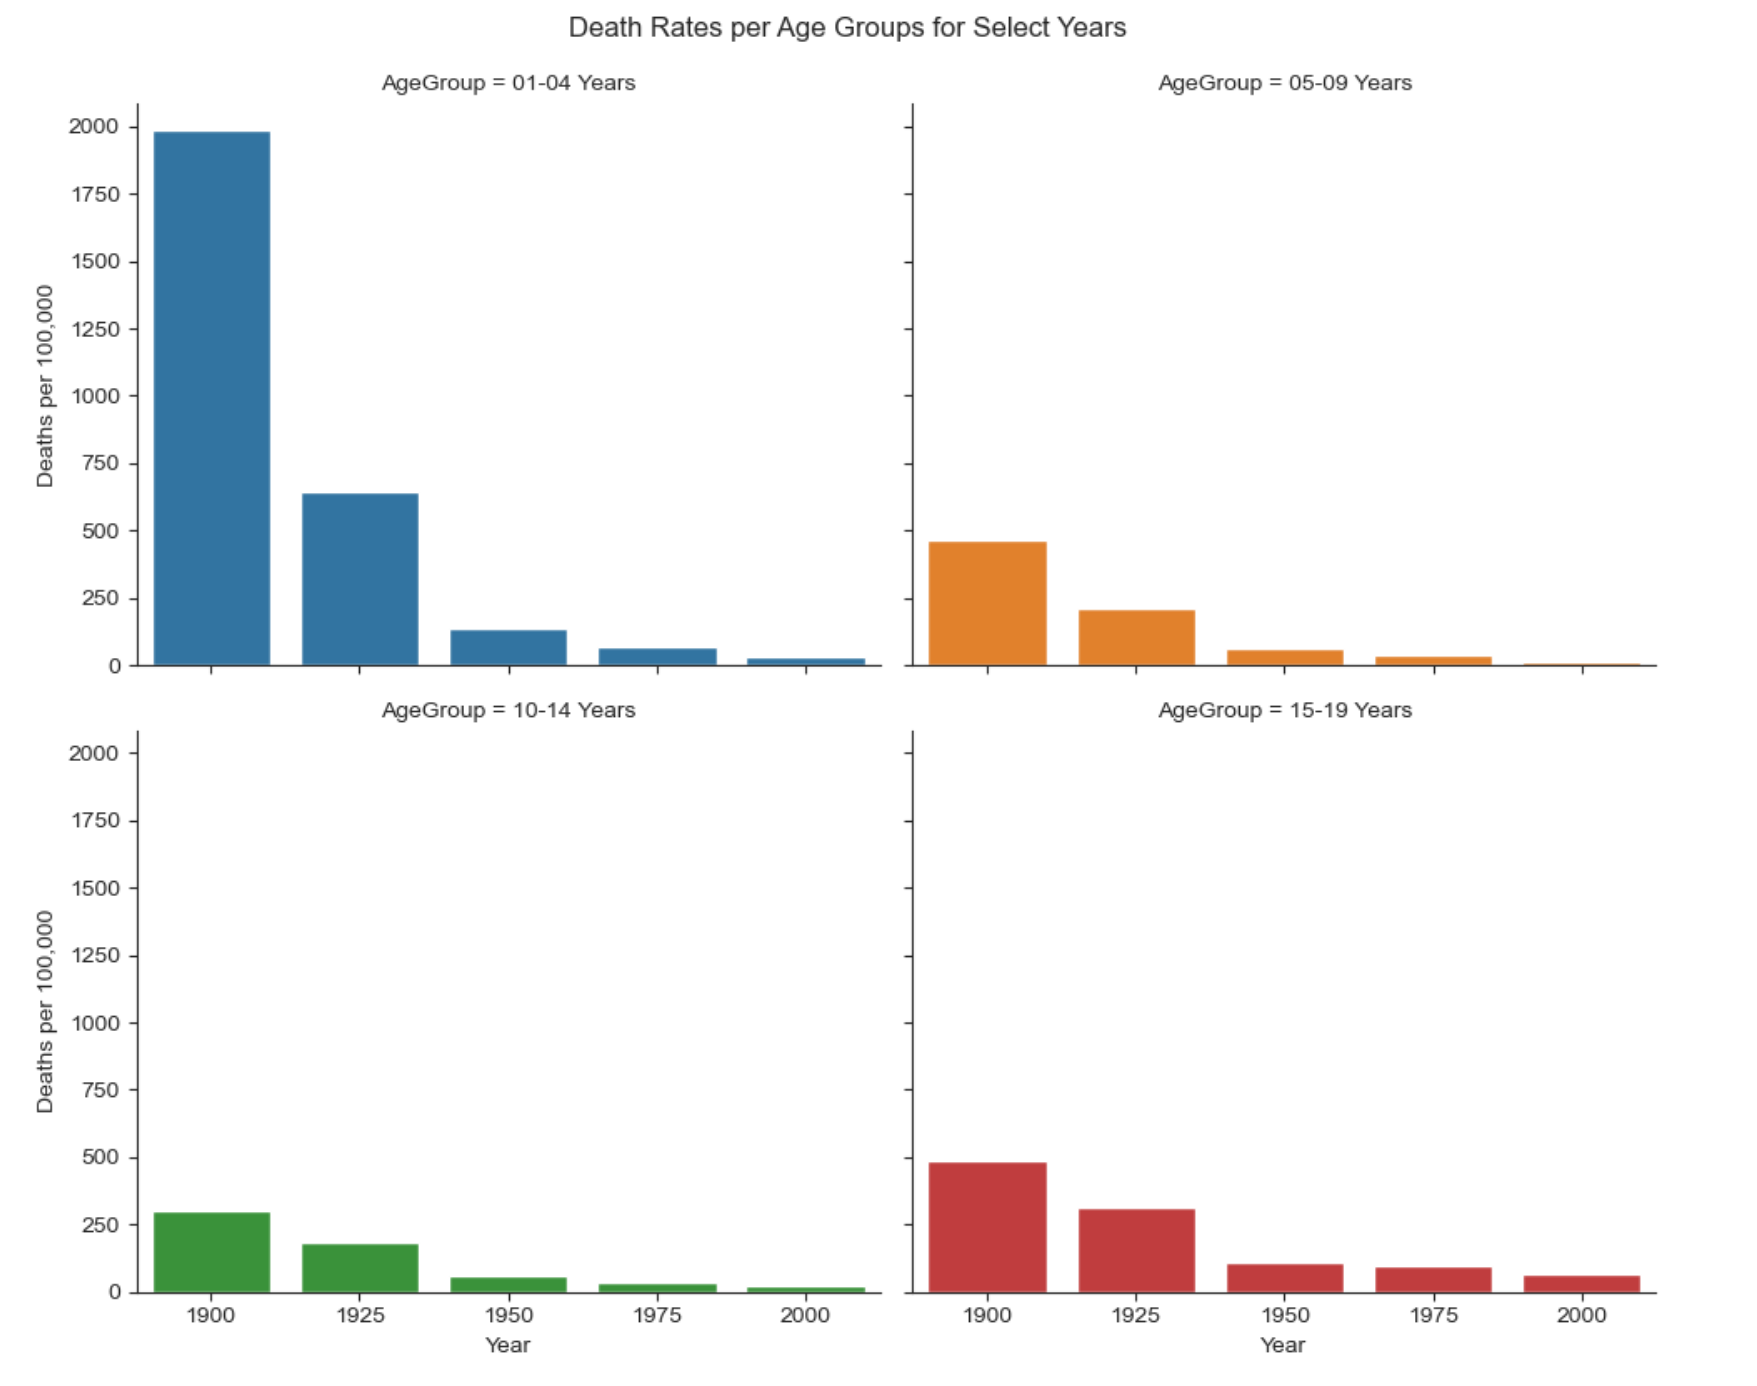 Death Rates per Age Groups for Select Years
AgeGroup = 01-04 Years
AgeGroup = 05-09 Years
Deaths per 100,000
2000
1750
1500
1250
1000
750
500
250
0
AgeGroup = 10-14 Years
AgeGroup = 15-19 Years
Deaths per 100,000
2000
1750
1500
1250
1000
750
500
250
0
1900 1925 1950 1975 2000
1900 1925 1950 1975 2000
Year
Year